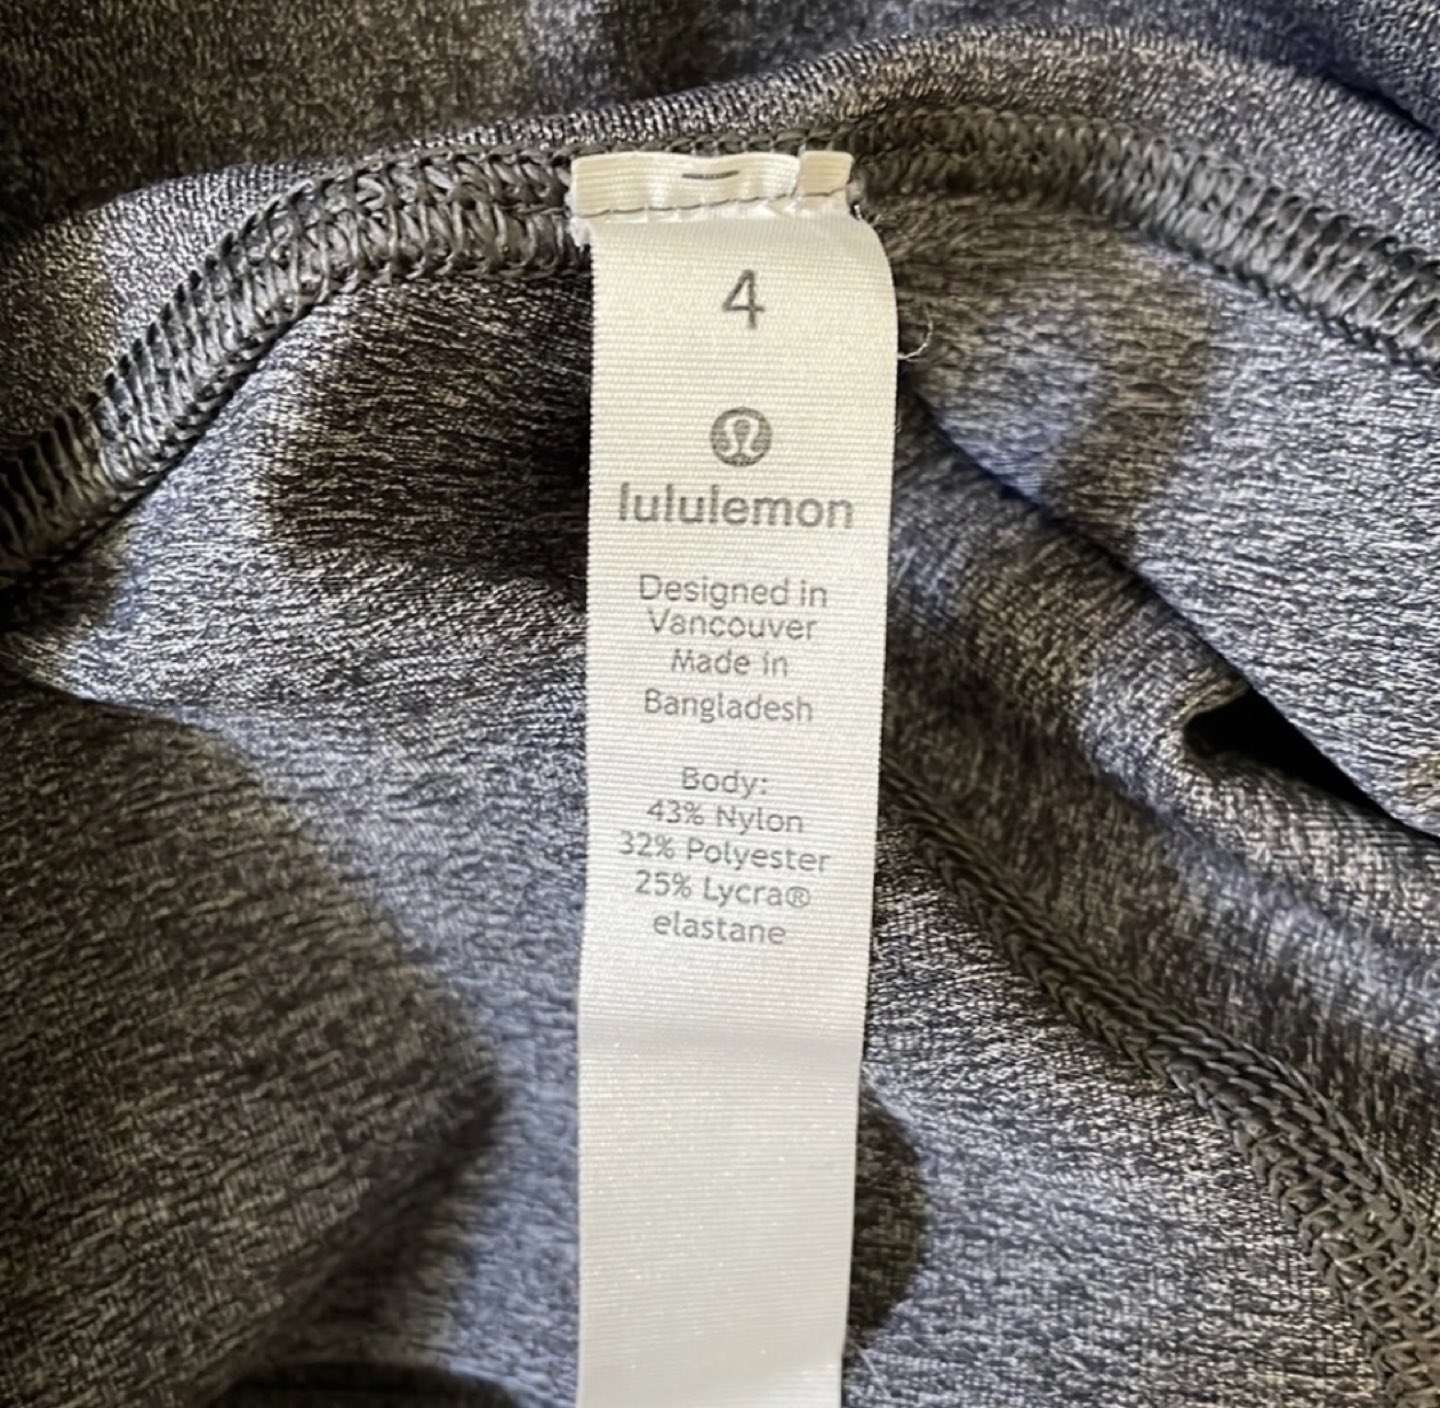 4
lululemon
Designed in
Vancouver
Made in
Bangladesh
Body:
43% Nylon
32% Polyester
25% Lycra®
elastane